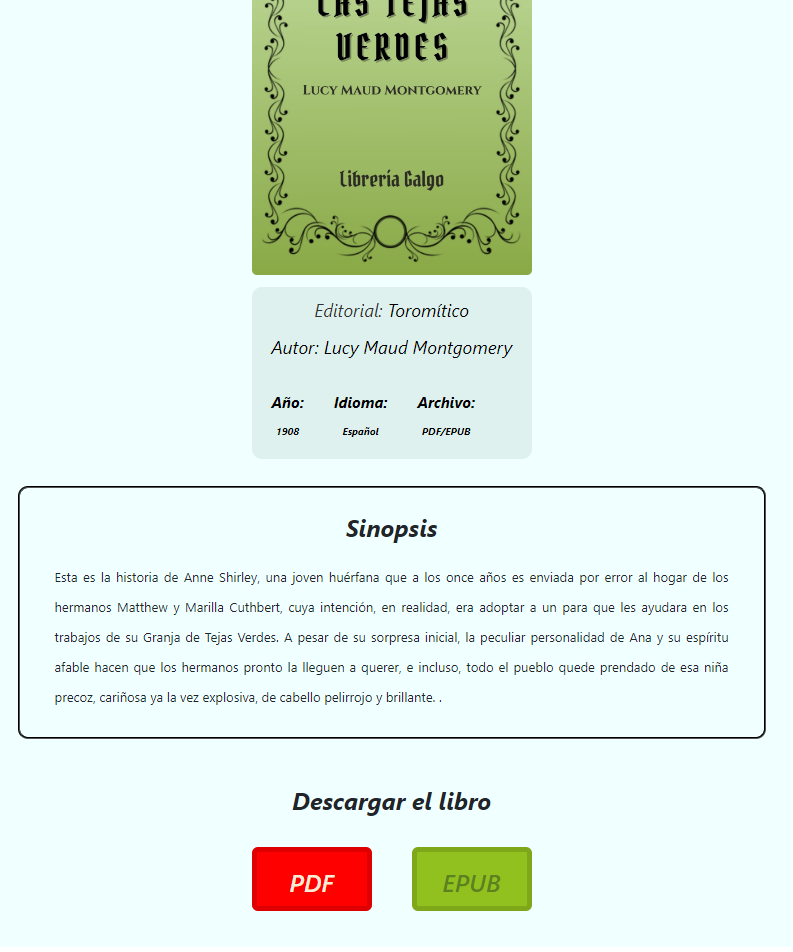 LAS TEJAS
VERDES
LUCY MAUD MONTGOMERY
Librería Galgo
Editorial: Toromítico
Autor: Lucy Maud Montgomery
Año: Idioma: Archivo:
1908 Español PDF/EPUB
Sinopsis
Esta es la historia de Anne Shirley, una joven huérfana que a los once años es enviada por error al hogar de los
hermanos Matthew y Marilla Cuthbert, cuya intención, en realidad, era adoptar a un para que les ayudara en los
trabajos de su Granja de Tejas Verdes. A pesar de su sorpresa inicial, la peculiar personalidad de Ana y su espíritu
afable hacen que los hermanos pronto la lleguen a querer, e incluso, todo el pueblo quede prendado de esa niña
precoz, cariñosa ya la vez explosiva, de cabello pelirrojo y brillante. .
Descargar el libro
PDF EPUB